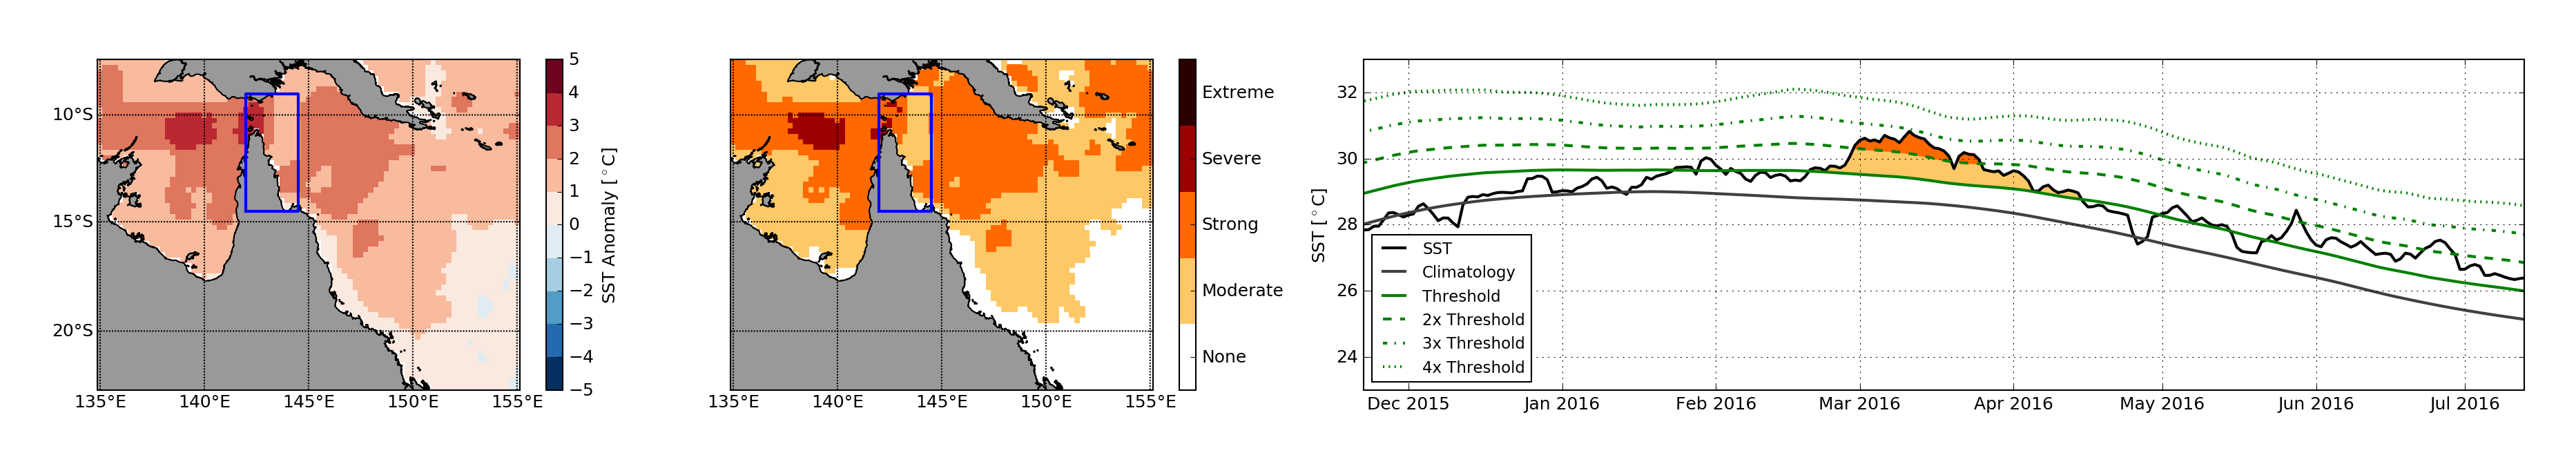 10°S
15°S
20°S
135°E 140°E 145°E 150°E 155°E
5
4
3
2
1
0
−1
−2
−3
−4
−5
SST Anomaly [°C]
135°E 140°E 145°E 150°E 155°E
Extreme
Severe
Strong
Moderate
None
SST [°C]
32
30
28
26
24
SST
Climatology
Threshold
2x Threshold
3x Threshold
4x Threshold
Dec 2015 Jan 2016 Feb 2016 Mar 2016 Apr 2016 May 2016 Jun 2016 Jul 2016